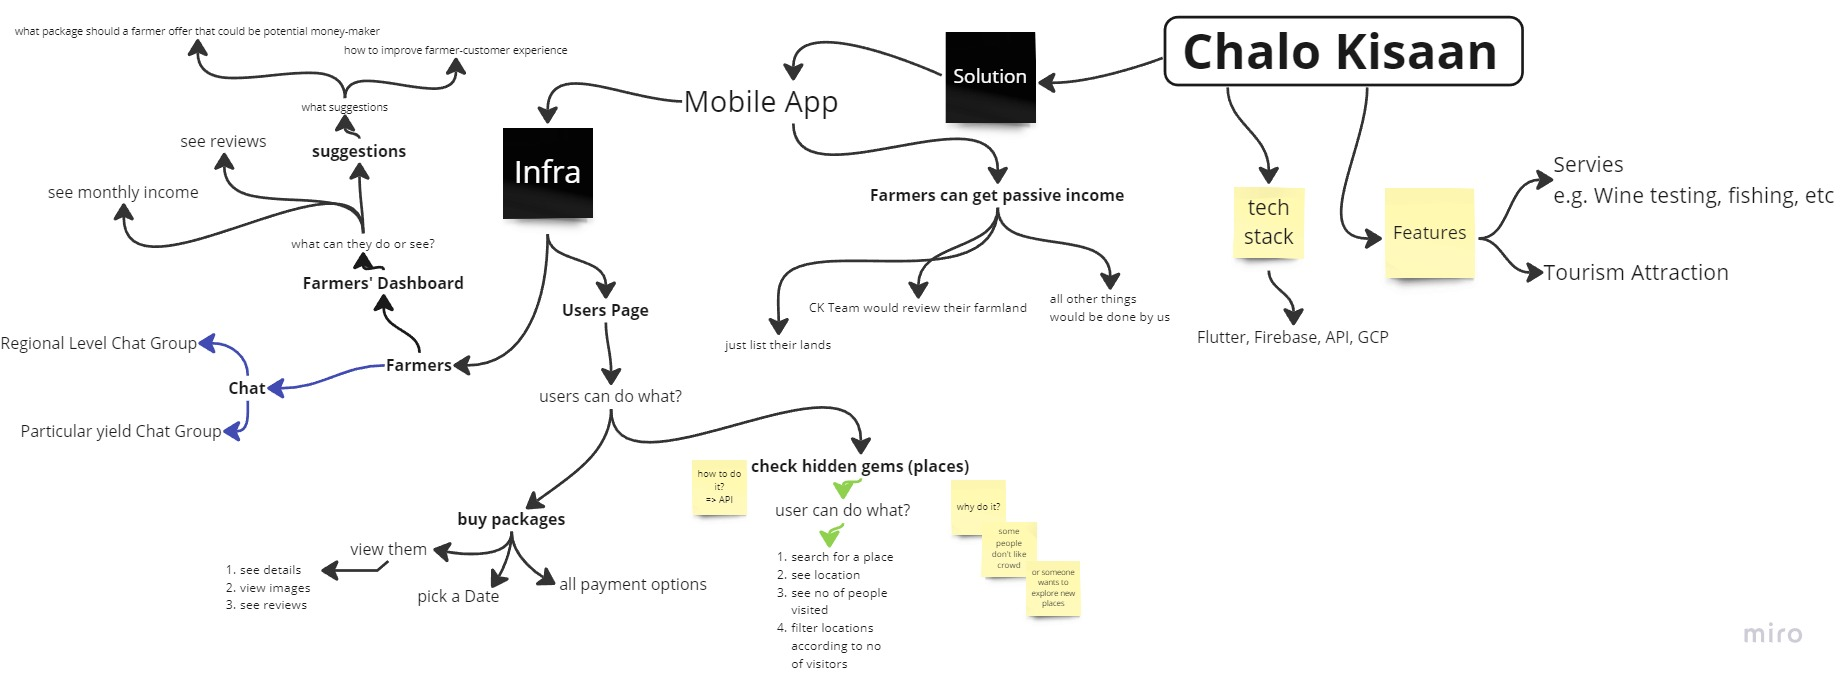 Chalo Kisaan
Solution
Mobile App
Infra
what package should a farmer offer that could be potential money-maker
how to improve farmer-customer experience
what suggestions
suggestions
see reviews
see monthly income
what can they do or see?
Farmers' Dashboard
Farmers
Regional Level Chat Group
Chat
Particular yield Chat Group
Users Page
users can do what?
buy packages
view them
1. see details
2. view images
3. see reviews
pick a Date
all payment options
check hidden gems (places)
how to do
it?
=> API
user can do what?
1. search for a place
2. see location
3. see no of people
visited
4. filter locations
according to no
of visitors
why do it?
some
people
don't like
crowd
or someone
wants to
explore new
places
Farmers can get passive income
just list their lands
CK Team would review their farmland
all other things
would be done by us
tech
stack
Flutter, Firebase, API, GCP
Features
Servies
e.g. Wine testing, fishing, etc
Tourism Attraction
miro